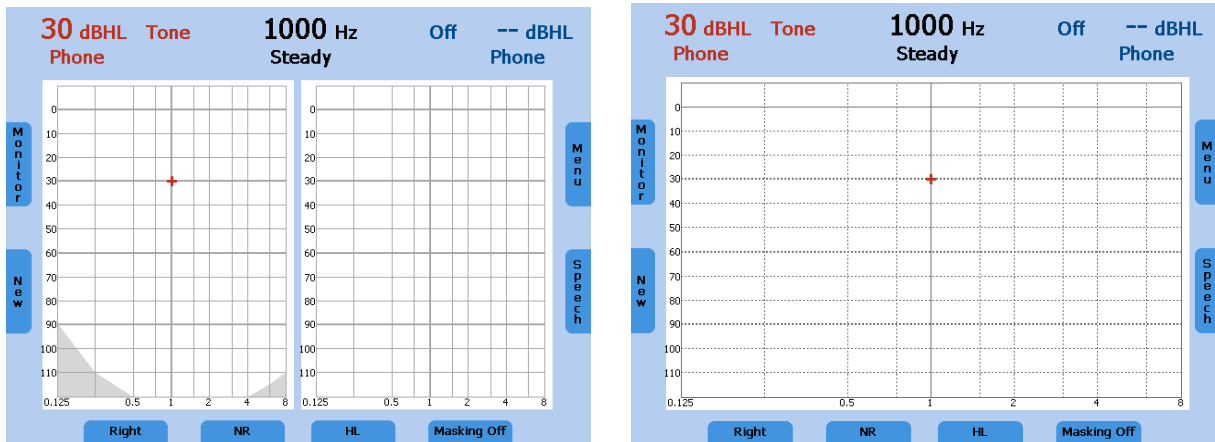 30 dBHL Tone 1000 Hz Off -- dBHL
Phone Steady Phone
0 0
10 10
20 20
30 30
40 40
50 50
60 60
70 70
80 80
90 90
100 100
110 110
0.125 0.5 1 2 4 8 0.125 0.5 1 2 4 8
Monitor
New
Menu
Speech
Right NR HL Masking Off
30 dBHL Tone 1000 Hz Off -- dBHL
Phone Steady Phone
0
10
20
30
40
50
60
70
80
90
100
110
0.125 0.5 1 2 4 8
Monitor
New
Menu
Speech
Right NR HL Masking Off